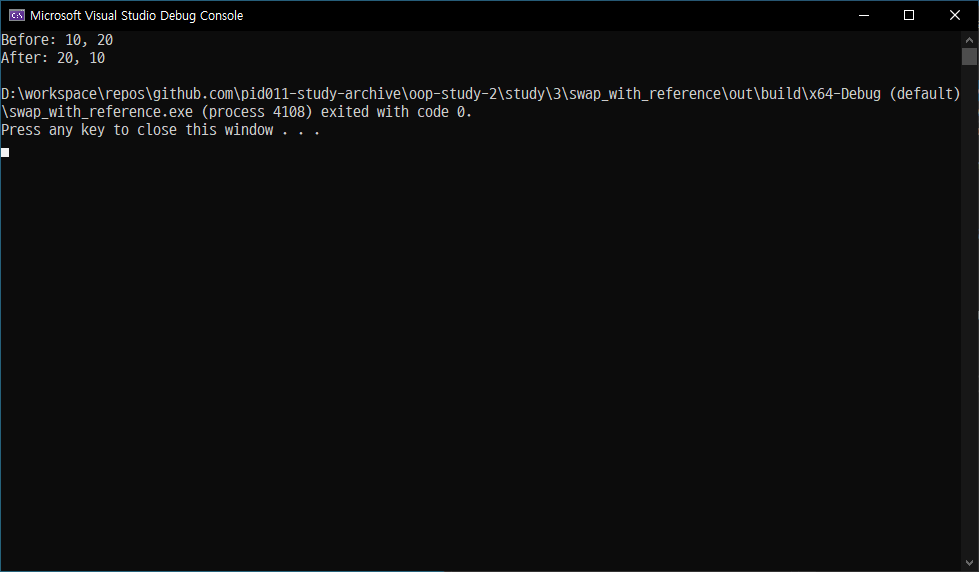 Microsoft Visual Studio Debug Console
Before: 10, 20
After: 20, 10
D:\workspace\repos\github.com\pid011-study-archive\oop-study-2\study\3\swap_with_reference\out\build\x64-Debug (default)
\swap_with_reference.exe (process 4108) exited with code 0.
Press any key to close this window . . .